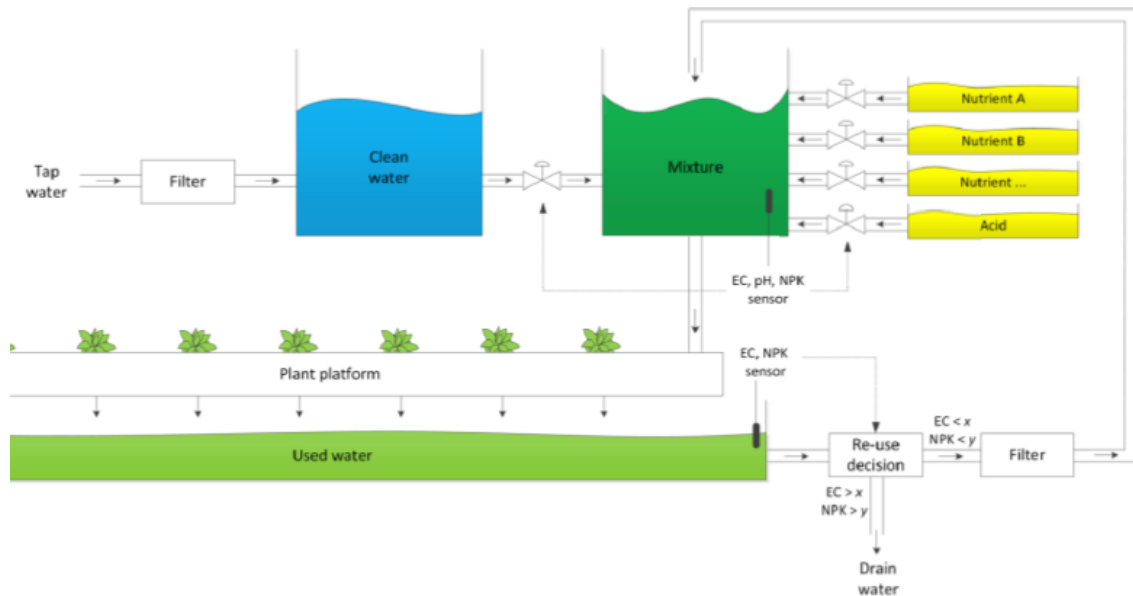 Nutrient A
Nutrient B
Clean
water
Mixture
Tap
water
Filter
Nutrient ...
Acid
EC, pH, NPK
sensor
EC, NPK
sensor
Plant platform
EC < x
NPK < y
Used water
Re-use
decision
Filter
EC > x
NPK > y
Drain
water